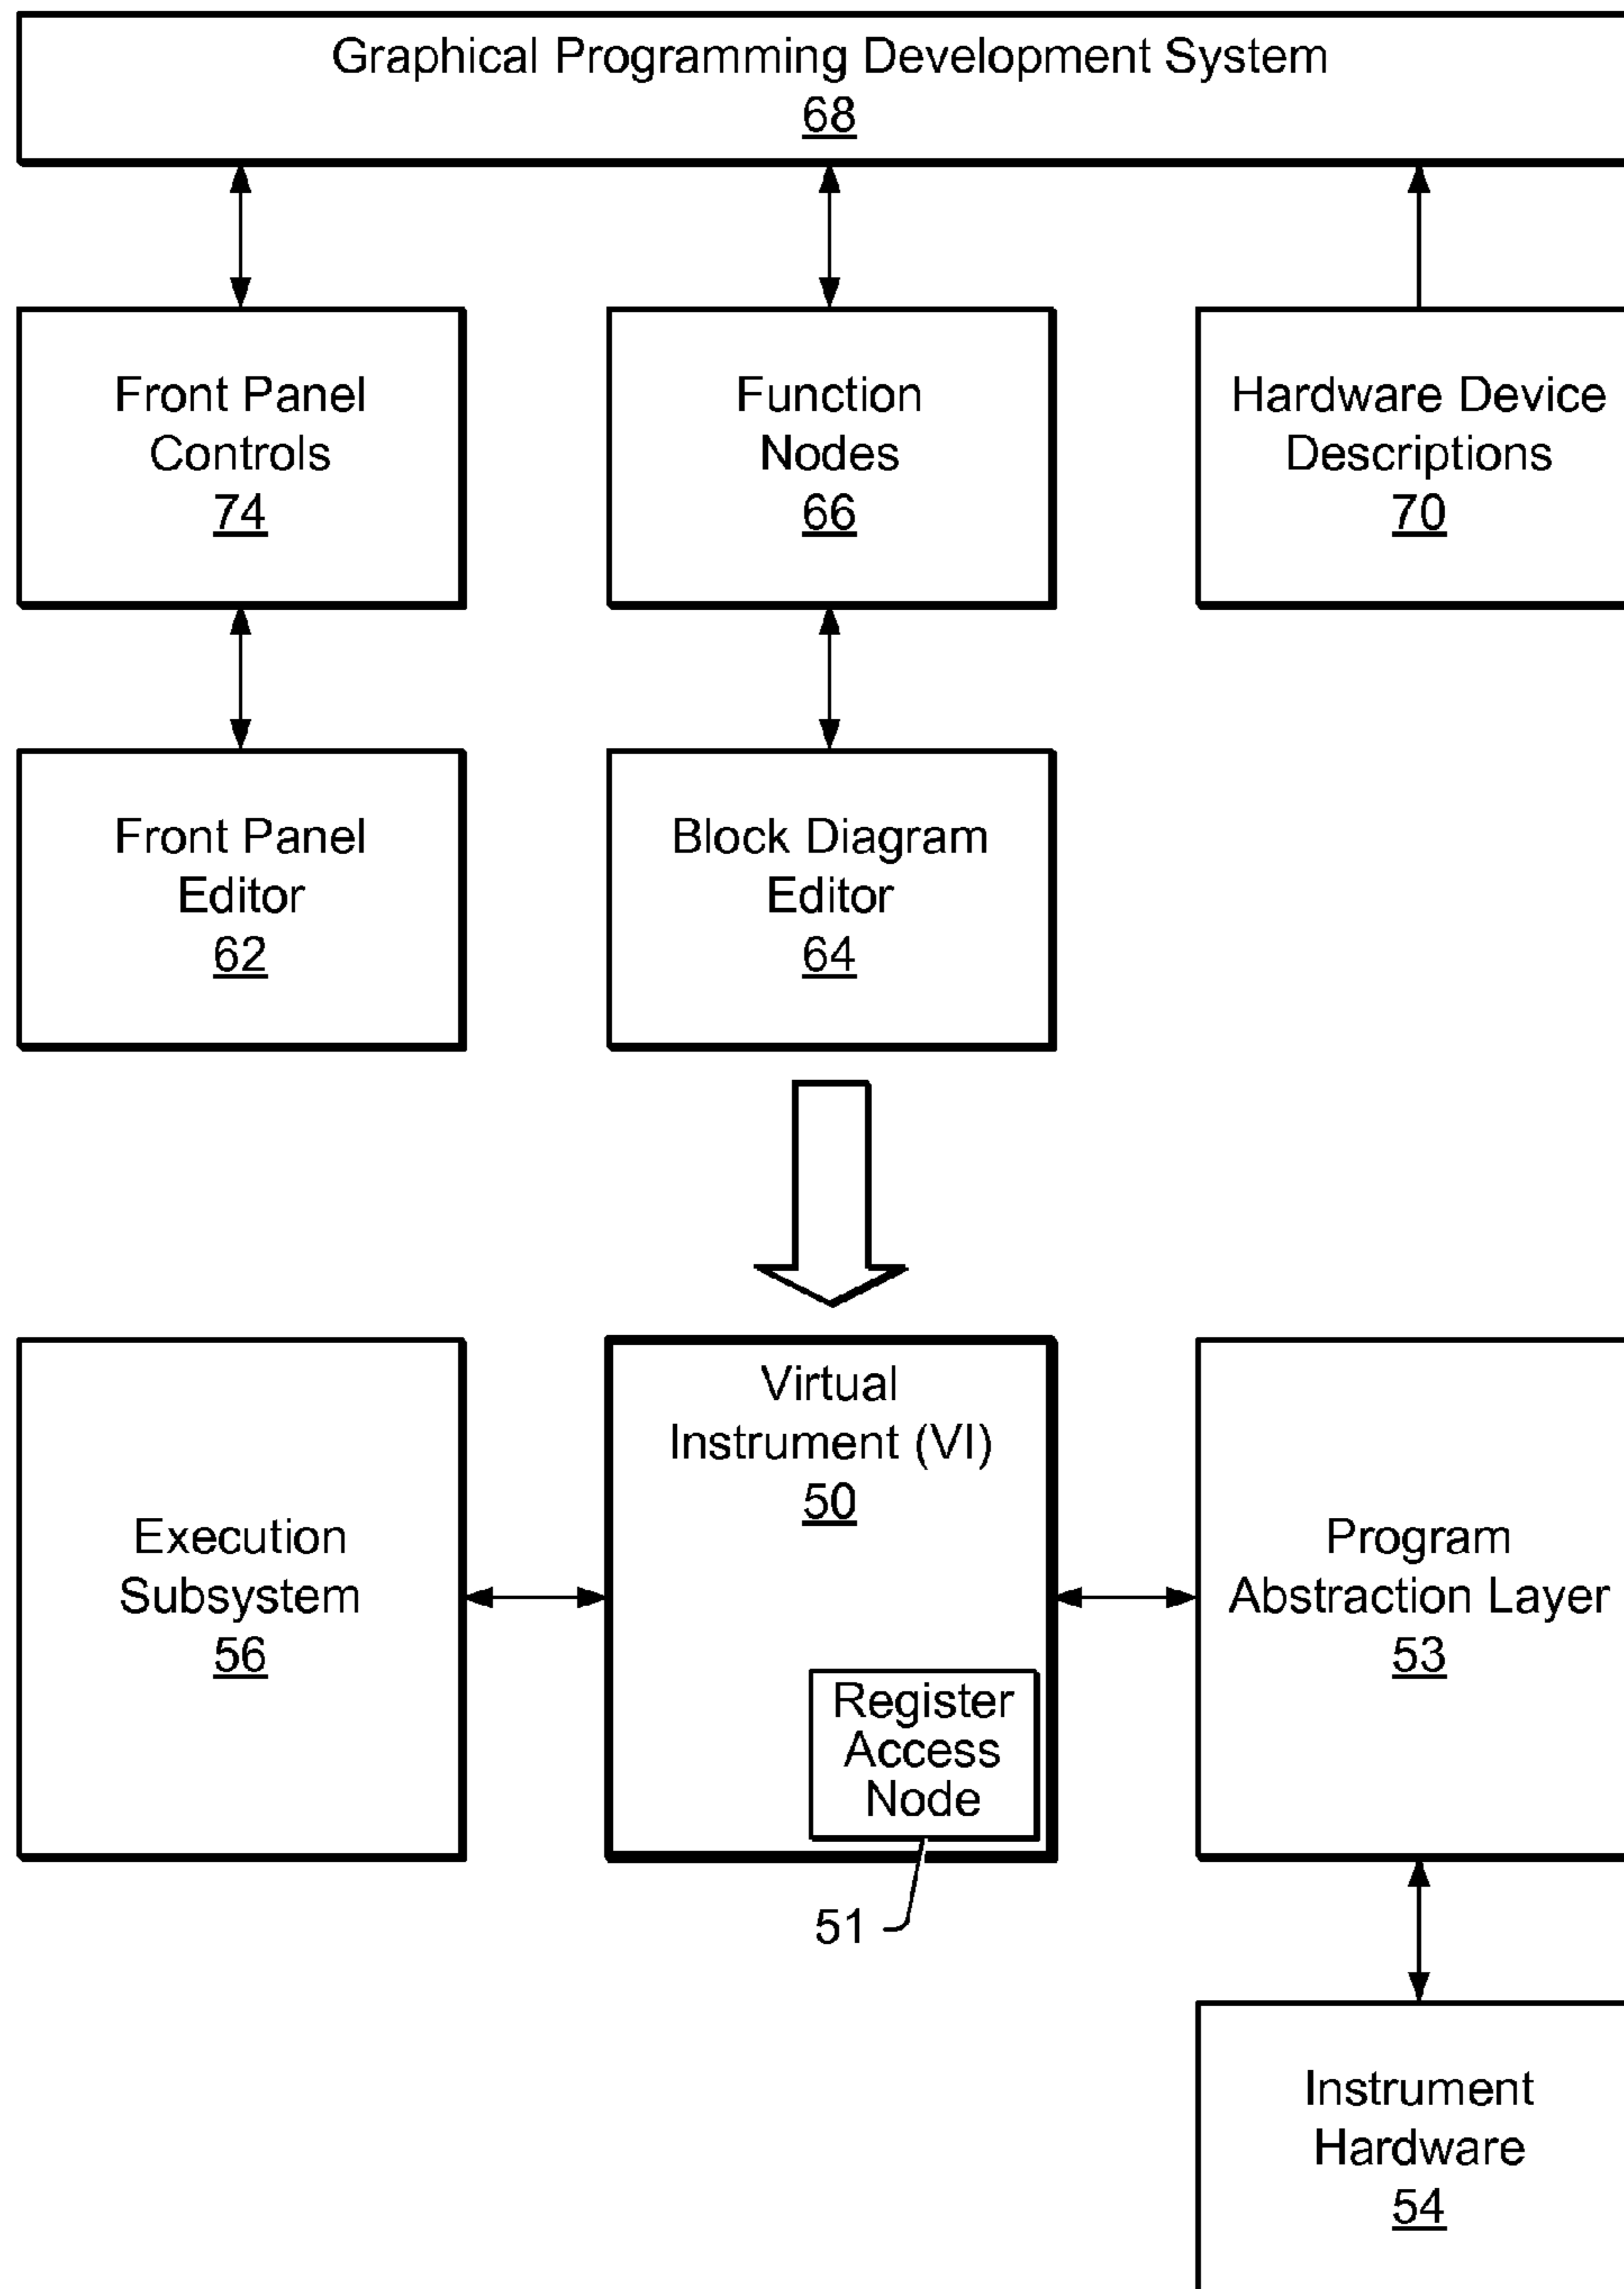 Graphical Programming Development System
68
Front Panel
Controls
74
Function
Nodes
66
Hardware Device
Descriptions
70
Front Panel
Editor
62
Block Diagram
Editor
64
Execution
Subsystem
56
Virtual
Instrument (VI)
50
Register
Access
Node
51
Program
Abstraction Layer
53
Instrument
Hardware
54